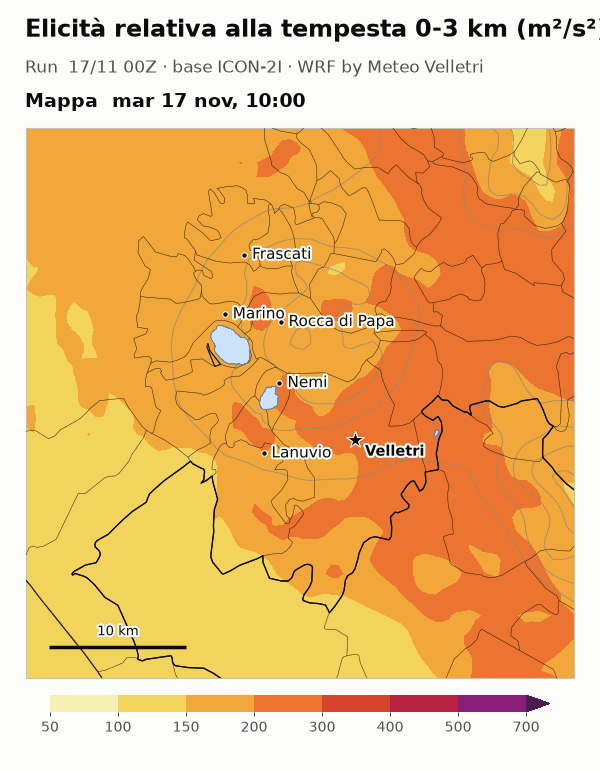 Elicità relativa alla tempesta 0-3 km (m²/s²)
Run 17/11 00Z · base ICON-2I · WRF by Meteo Velletri
Mappa mar 17 nov, 10:00
Frascati
Marino
Rocca di Papa
Nemi
Velletri
Lanuvio
10 km
50 100 150 200 300 400 500 700